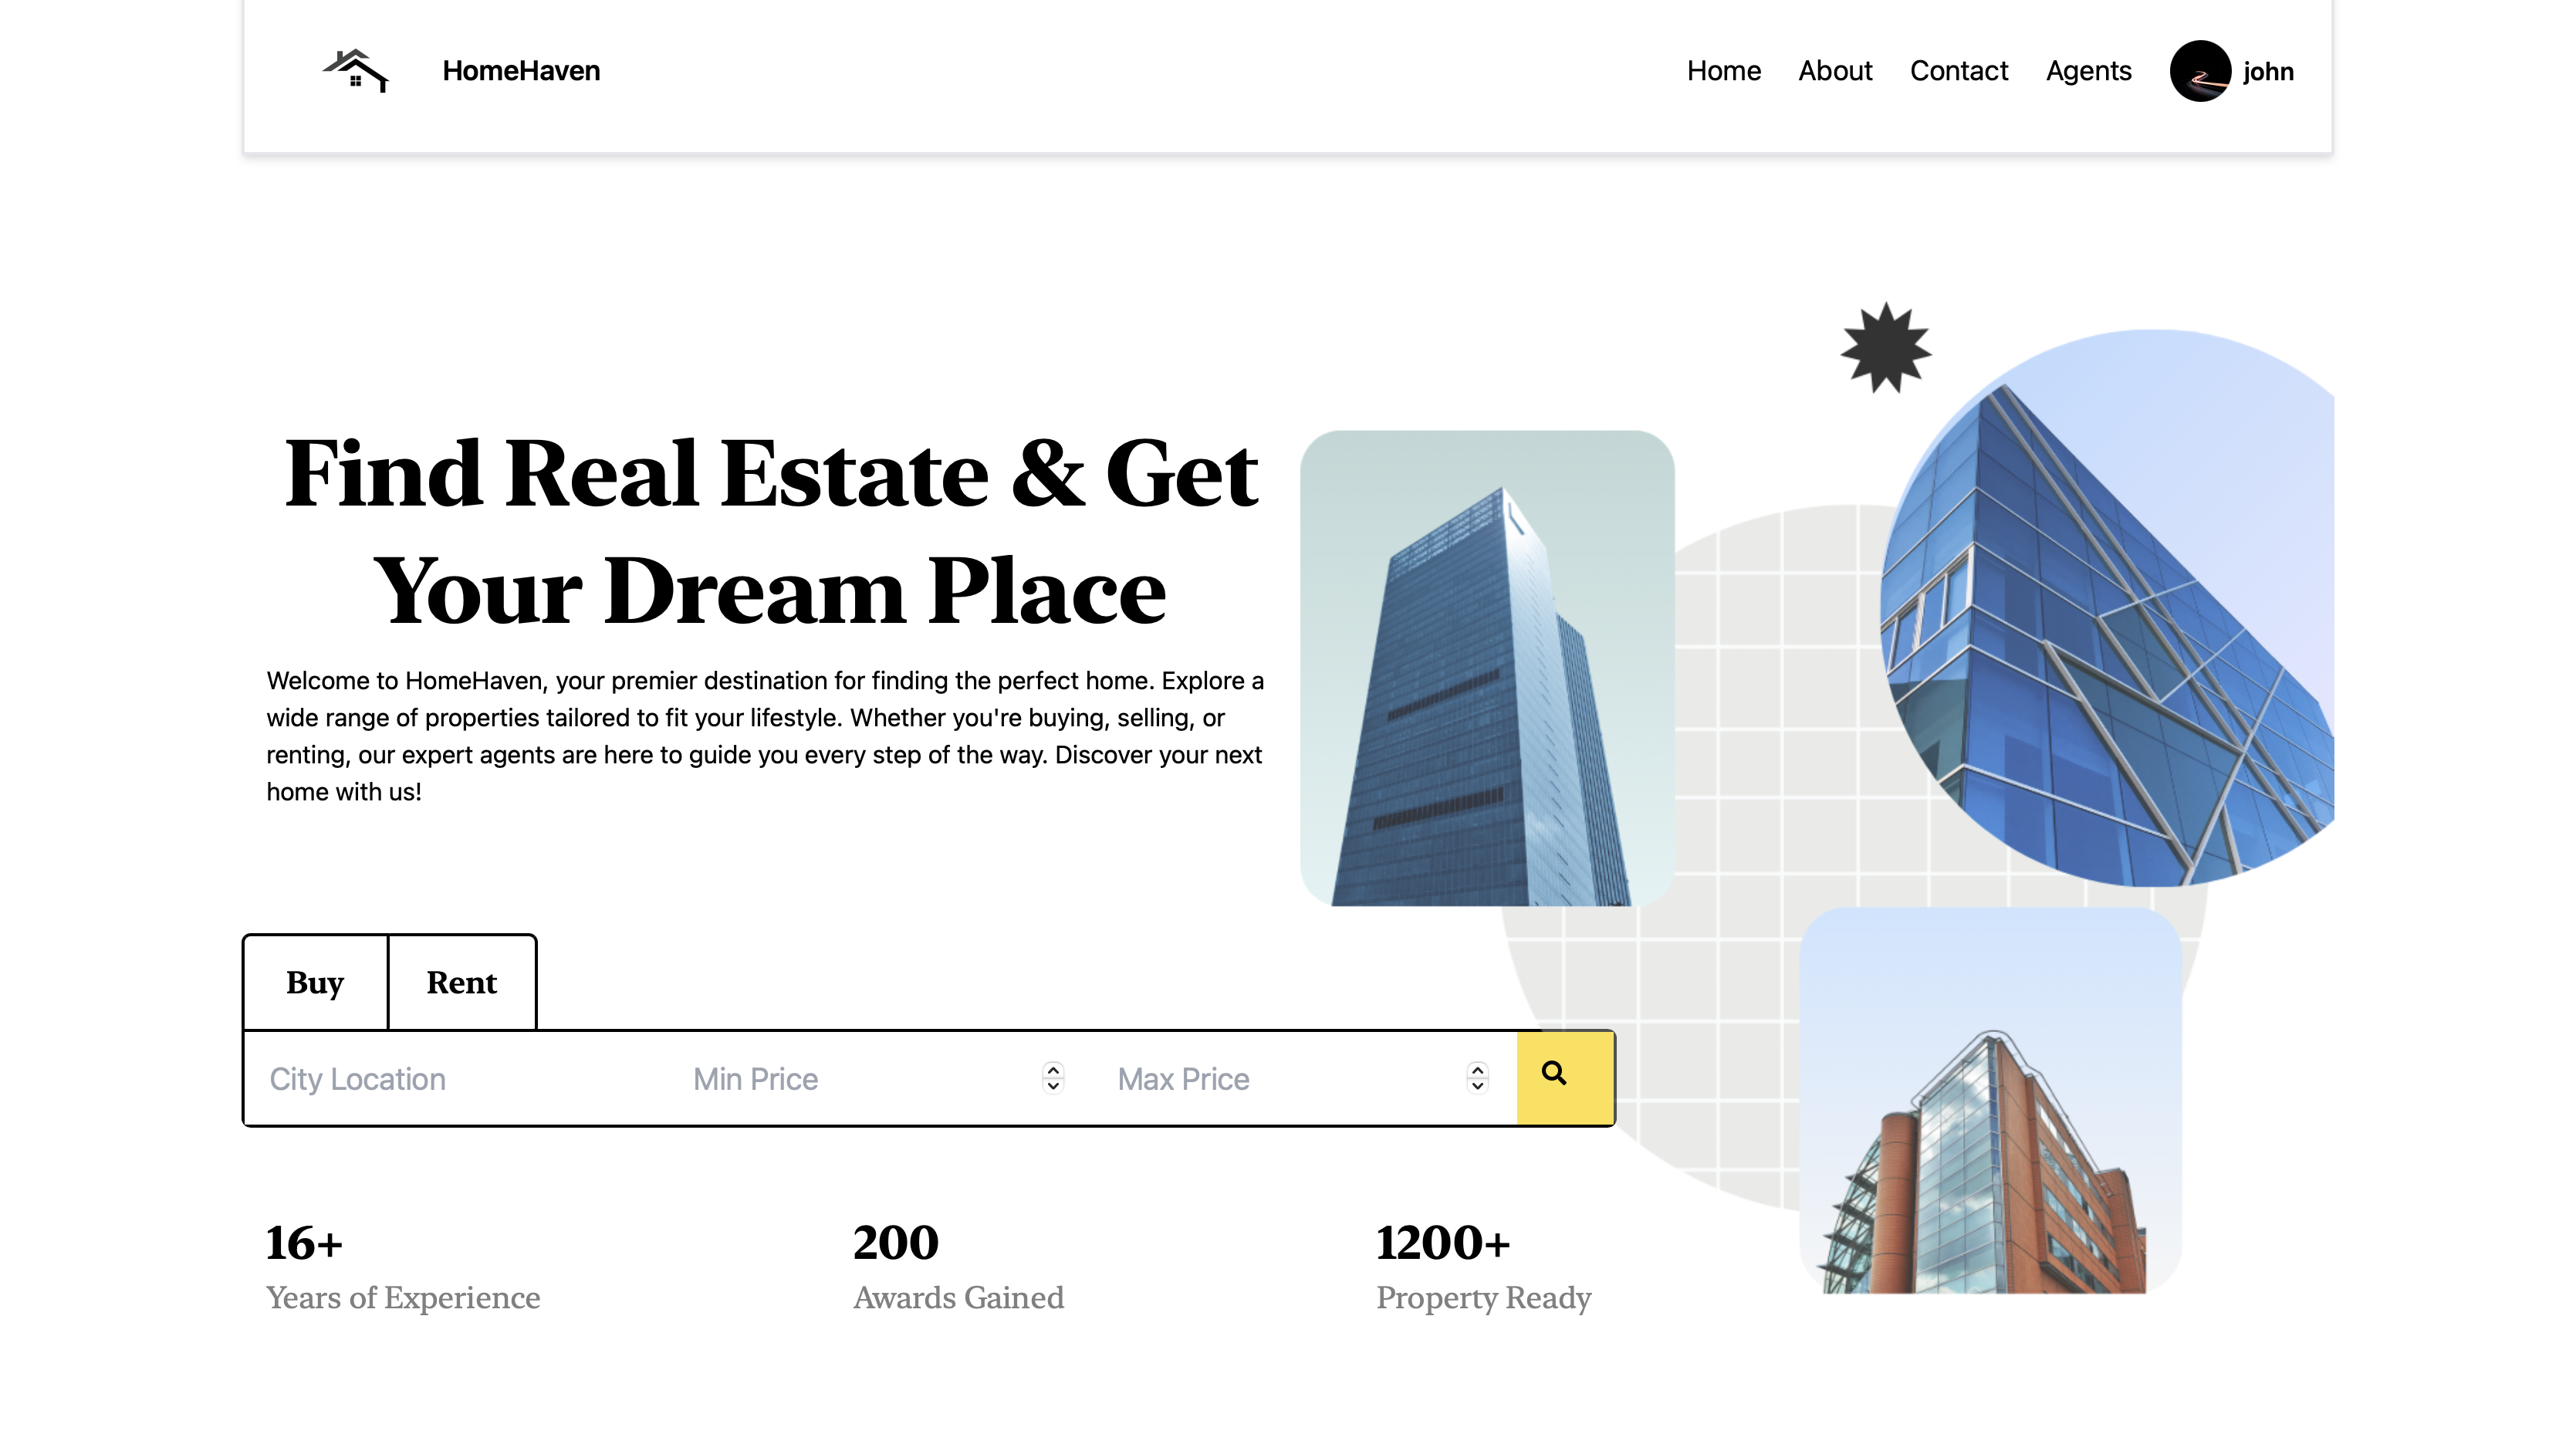 HomeHaven
Home
About
Contact
Agents
john
Find Real Estate & Get
Your Dream Place
Welcome to HomeHaven, your premier destination for finding the perfect home. Explore a
wide range of properties tailored to fit your lifestyle. Whether you're buying, selling, or
renting, our expert agents are here to guide you every step of the way. Discover your next
home with us!
Buy
Rent
City Location
Min Price
Max Price
16+
Years of Experience
200
Awards Gained
1200+
Property Ready